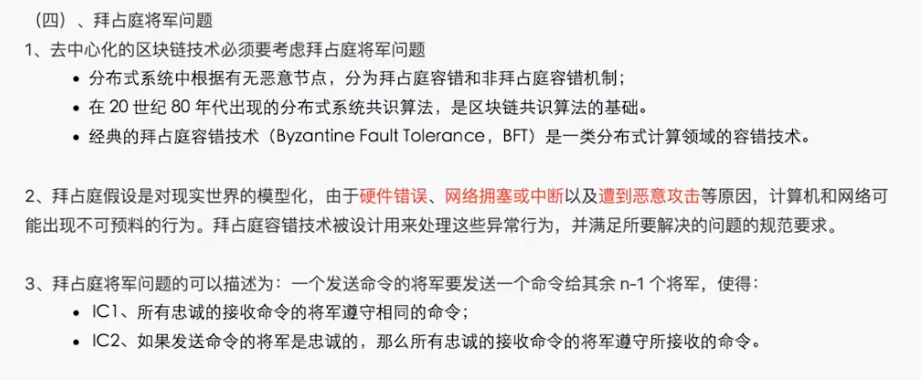 （四）、拜占庭将军问题
1、去中心化的区块链技术必须要考虑拜占庭将军问题
• 分布式系统中根据有无恶意节点，分为拜占庭容错和非拜占庭容错机制；
• 在 20 世纪 80 年代出现的分布式系统共识算法，是区块链共识算法的基础。
• 经典的拜占庭容错技术（Byzantine Fault Tolerance，BFT）是一类分布式计算领域的容错技术。
2、拜占庭假设是对现实世界的模型化，由于硬件错误、网络拥塞或中断以及遭到恶意攻击等原因，计算机和网络可
能出现不可预料的行为。拜占庭容错技术被设计用来处理这些异常行为，并满足所要解决的问题的规范要求。
3、拜占庭将军问题的可以描述为：一个发送命令的将军要发送一个命令给其余 n-1 个将军，使得：
• IC1、所有忠诚的接收命令的将军遵守相同的命令；
• IC2、如果发送命令的将军是忠诚的，那么所有忠诚的接收命令的将军遵守所接收的命令。